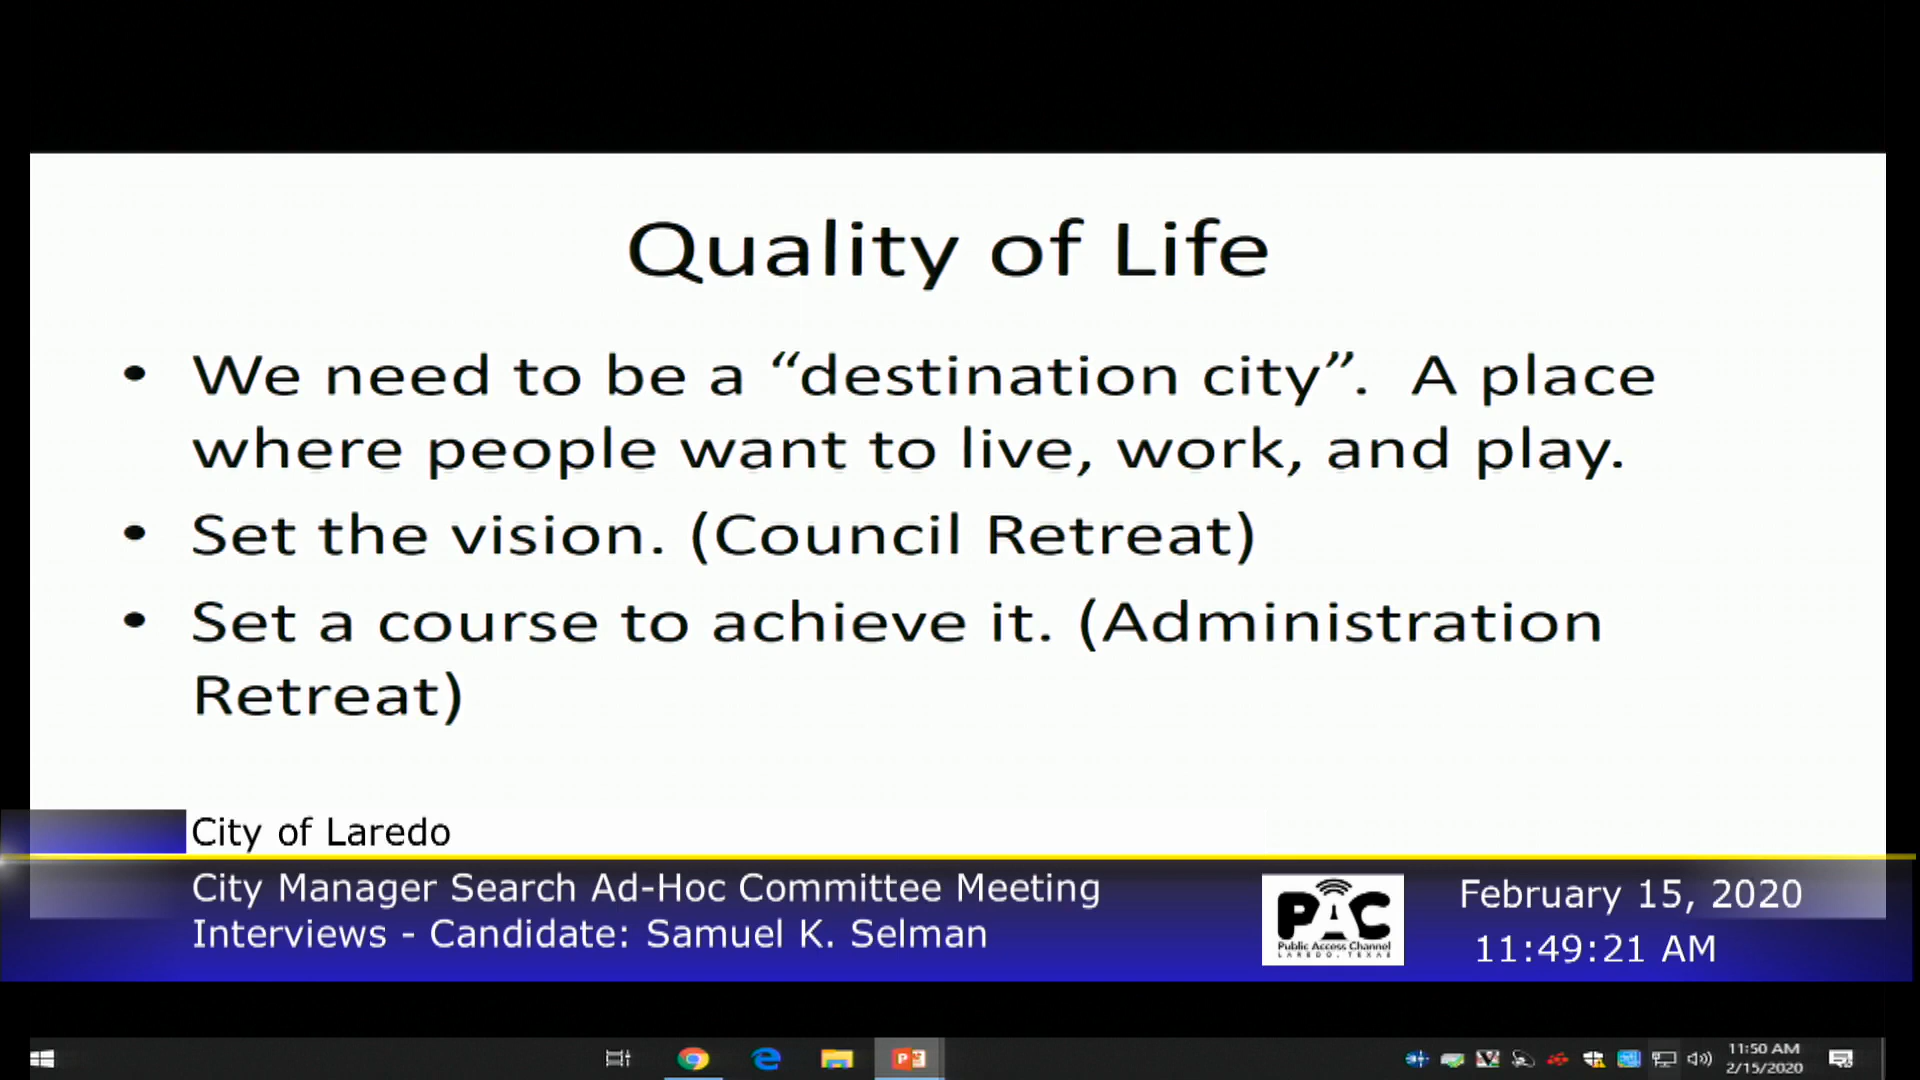 Quality of Life
• We need to be a “destination city”. A place
where people want to live, work, and play.
• Set the vision. (Council Retreat)
• Set a course to achieve it. (Administration
Retreat)
City of Laredo
City Manager Search Ad-Hoc Committee Meeting
Interviews - Candidate: Samuel K. Selman
PAC
Public Access Channel
LAREDO, TEXAS
February 15, 2020
11:49:21 AM
11:50 AM
2/15/2020